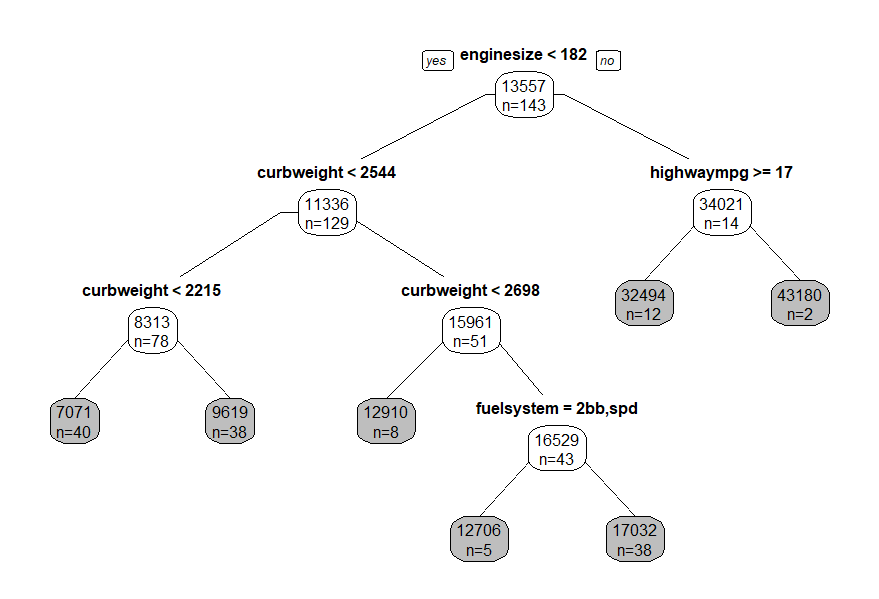 yes enginesize < 182 no
13557
n=143
curbweight < 2544
highwaympg >= 17
11336
n=129
34021
n=14
curbweight < 2215
curbweight < 2698
32494
n=12
43180
n=2
8313
n=78
15961
n=51
7071
n=40
9619
n=38
12910
n=8
fuelsystem = 2bb,spd
16529
n=43
12706
n=5
17032
n=38